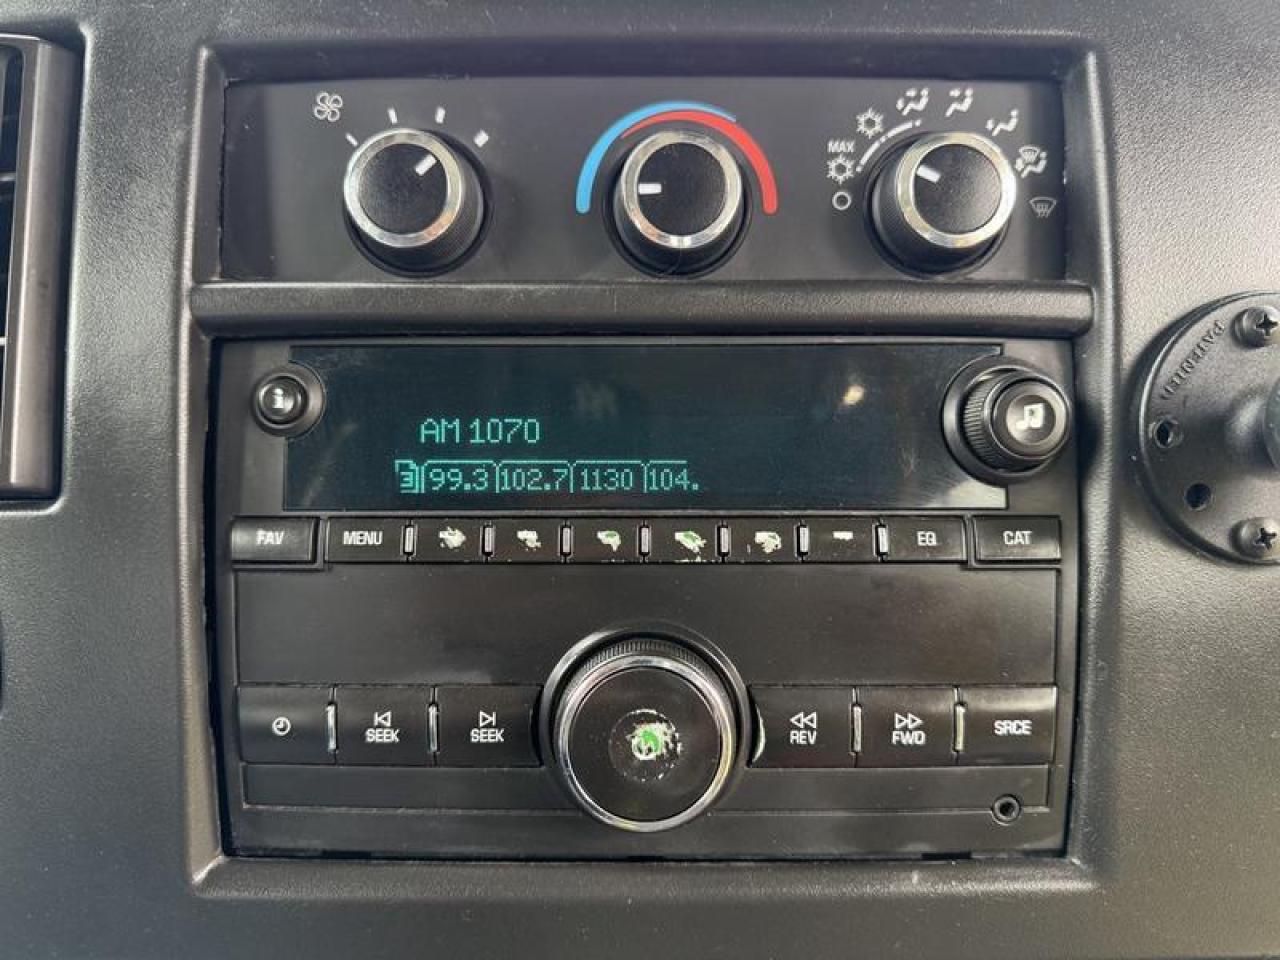 MAX
PATENTED
AM 1070
3 99.3 102.7 1130 104.
FAV MENU EQ CAT
SEEK SEEK REV FWD SRCE